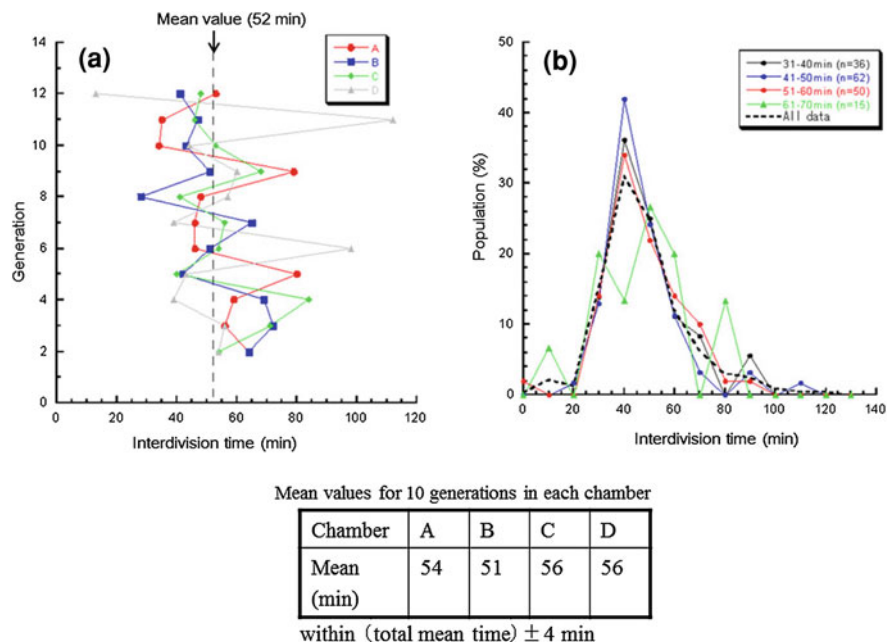 Mean value (52 min)
(a)
A
B
C
D
Generation
14
12
10
8
6
4
2
0
0 20 40 60 80 100 120
Interdivision time (min)
(b)
31-40min (n=36)
41-50min (n=62)
51-60min (n=50)
61-70min (n=15)
All data
Population (%)
50
40
30
20
10
0
0 20 40 60 80 100 120 140
Interdivision time (min)
Mean values for 10 generations in each chamber
Chamber A B C D
Mean 54 51 56 56
(min)
within (total mean time) ± 4 min